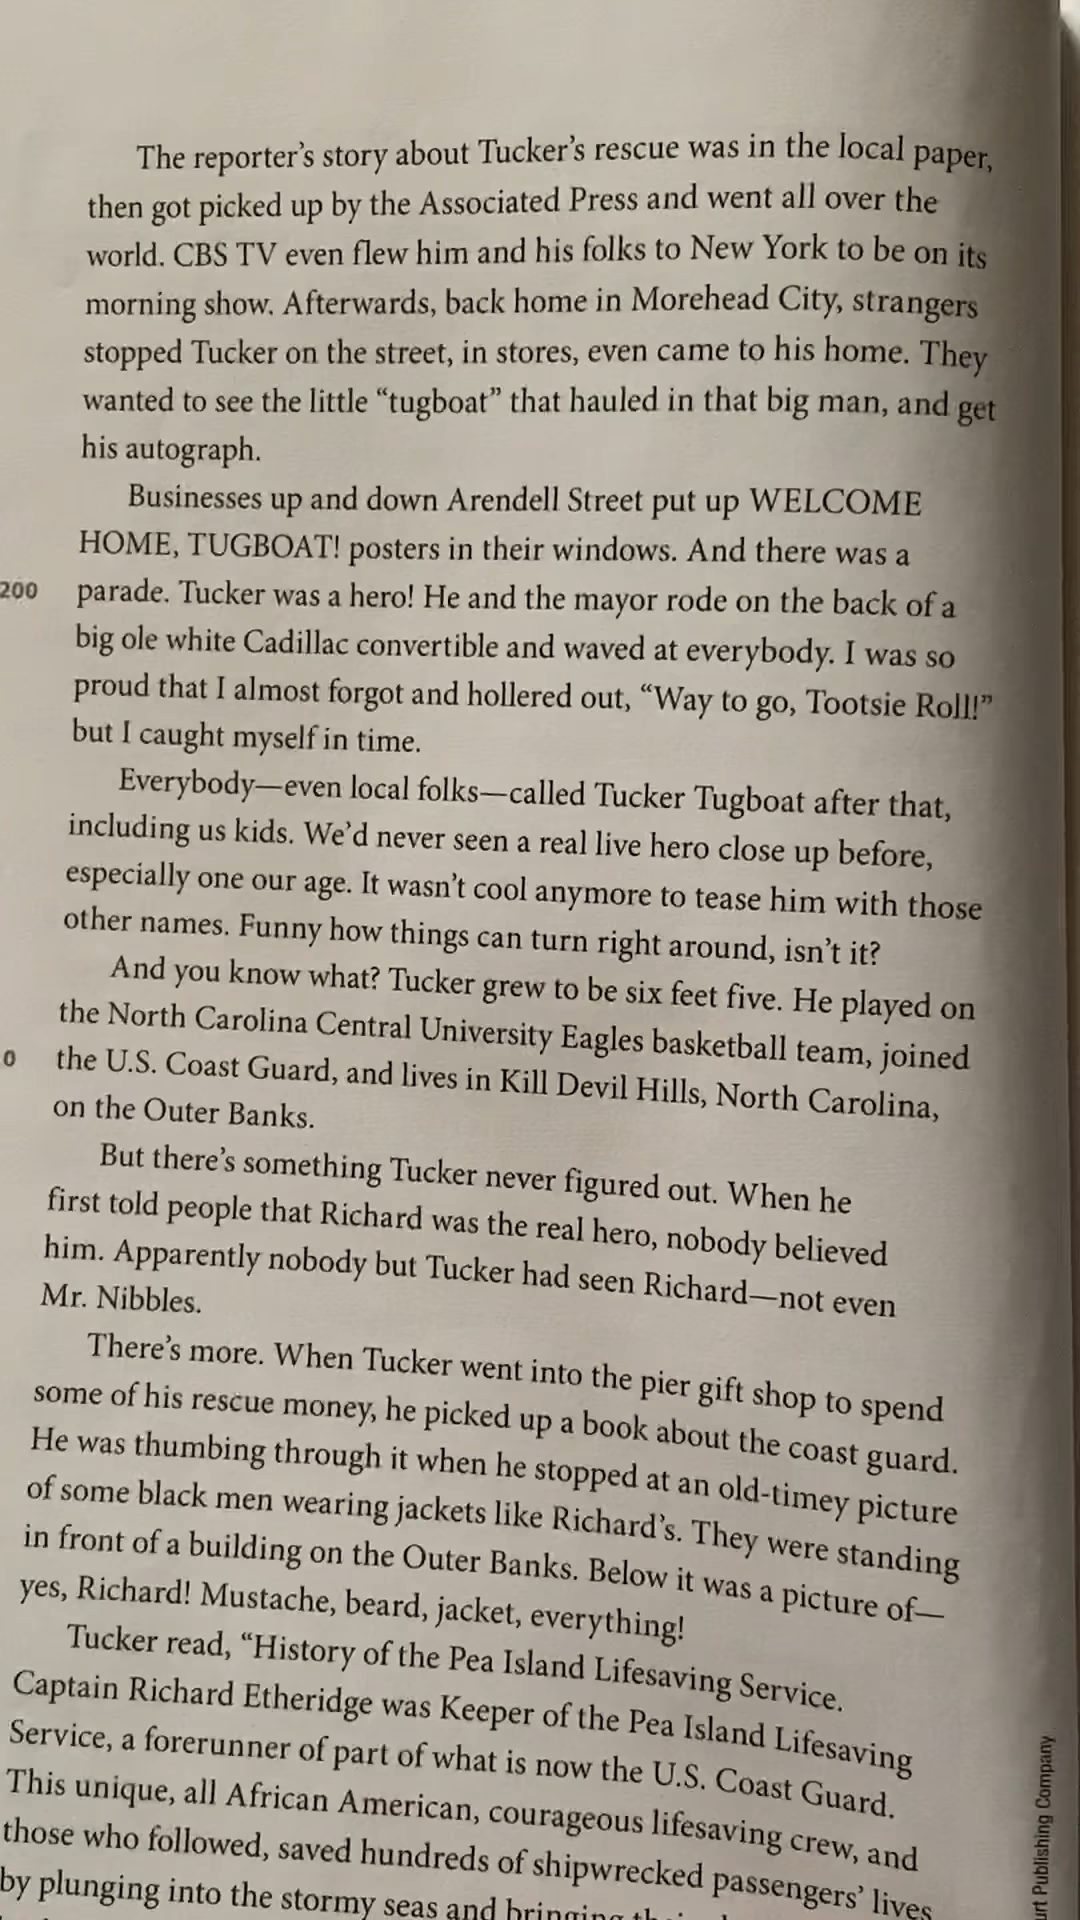 The reporter's story about Tucker's rescue was in the local paper,
then got picked up by the Associated Press and went all over the
world. CBS TV even flew him and his folks to New York to be on its
morning show. Afterwards, back home in Morehead City, strangers
stopped Tucker on the street, in stores, even came to his home. They
wanted to see the little “tugboat” that hauled in that big man, and get
his autograph.
Businesses up and down Arendell Street put up WELCOME
HOME, TUGBOAT! posters in their windows. And there was a
200 parade. Tucker was a hero! He and the mayor rode on the back of a
big ole white Cadillac convertible and waved at everybody. I was so
proud that I almost forgot and hollered out, “Way to go, Tootsie Roll!”
but I caught myself in time.
Everybody—even local folks—called Tucker Tugboat after that,
including us kids. We'd never seen a real live hero close up before,
especially one our age. It wasn't cool anymore to tease him with those
other names. Funny how things can turn right around, isn't it?
And you know what? Tucker grew to be six feet five. He played on
the North Carolina Central University Eagles basketball team, joined
0 the U.S. Coast Guard, and lives in Kill Devil Hills, North Carolina,
on the Outer Banks.
But there's something Tucker never figured out. When he
first told people that Richard was the real hero, nobody believed
him. Apparently nobody but Tucker had seen Richard—not even
Mr. Nibbles.
There's more. When Tucker went into the pier gift shop to spend
some of his rescue money, he picked up a book about the coast guard.
He was thumbing through it when he stopped at an old-timey picture
of some black men wearing jackets like Richard's. They were standing
in front of a building on the Outer Banks. Below it was a picture of—
yes, Richard! Mustache, beard, jacket, everything!
Tucker read, “History of the Pea Island Lifesaving Service.
Captain Richard Etheridge was Keeper of the Pea Island Lifesaving
Service, a forerunner of part of what is now the U.S. Coast Guard.
This unique, all African American, courageous lifesaving crew, and
those who followed, saved hundreds of shipwrecked passengers' lives
by plunging into the stormy seas and bringing
urt Publishing Company